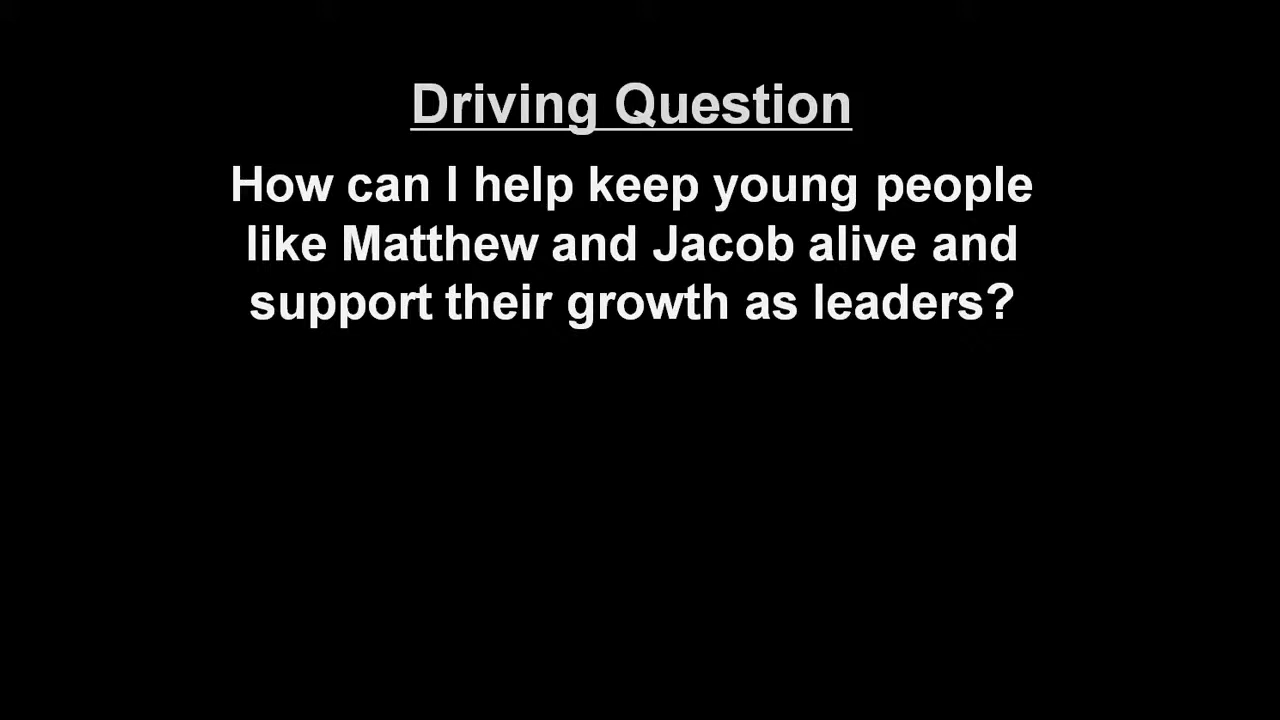 Driving Question
How can I help keep young people
like Matthew and Jacob alive and
support their growth as leaders?